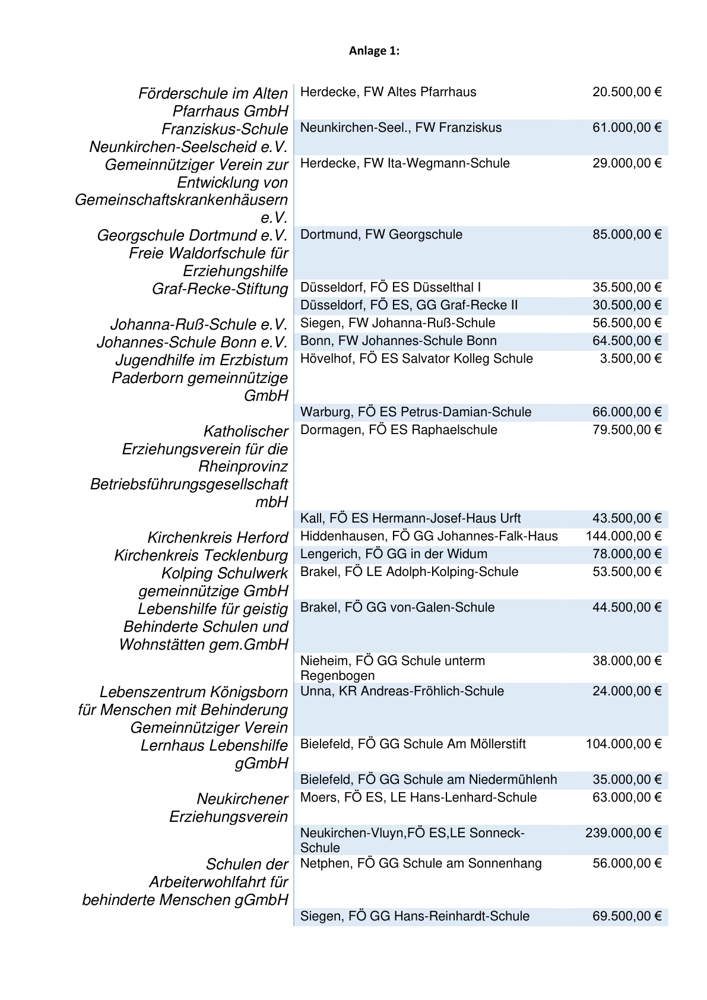 Anlage 1:
Förderschule im Alten Herdecke, FW Altes Pfarrhaus 20.500,00 €
Pfarrhaus GmbH
Franziskus-Schule Neunkirchen-Seel., FW Franziskus 61.000,00 €
Neunkirchen-Seelscheid e.V.
Gemeinnütziger Verein zur Herdecke, FW Ita-Wegmann-Schule 29.000,00 €
Entwicklung von
Gemeinschaftskrankenhäusern
e.V.
Georgschule Dortmund e.V. Dortmund, FW Georgschule 85.000,00 €
Freie Waldorfschule für
Erziehungshilfe
Graf-Recke-Stiftung Düsseldorf, FÖ ES Düsselthal I 35.500,00 €
Düsseldorf, FÖ ES, GG Graf-Recke II 30.500,00 €
Johanna-Ruß-Schule e.V. Siegen, FW Johanna-Ruß-Schule 56.500,00 €
Johannes-Schule Bonn e.V. Bonn, FW Johannes-Schule Bonn 64.500,00 €
Jugendhilfe im Erzbistum Hövelhof, FÖ ES Salvator Kolleg Schule 3.500,00 €
Paderborn gemeinnützige
GmbH
Warburg, FÖ ES Petrus-Damian-Schule 66.000,00 €
Katholischer Dormagen, FÖ ES Raphaelschule 79.500,00 €
Erziehungsverein für die
Rheinprovinz
Betriebsführungsgesellschaft
mbH
Kall, FÖ ES Hermann-Josef-Haus Urft 43.500,00 €
Kirchenkreis Herford Hiddenhausen, FÖ GG Johannes-Falk-Haus 144.000,00 €
Kirchenkreis Tecklenburg Lengerich, FÖ GG in der Widum 78.000,00 €
Kolping Schulwerk Brakel, FÖ LE Adolph-Kolping-Schule 53.500,00 €
gemeinnützige GmbH
Lebenshilfe für geistig Brakel, FÖ GG von-Galen-Schule 44.500,00 €
Behinderte Schulen und
Wohnstätten gem.GmbH
Nieheim, FÖ GG Schule unterm 38.000,00 €
Regenbogen
Lebenszentrum Königsborn Unna, KR Andreas-Fröhlich-Schule 24.000,00 €
für Menschen mit Behinderung
Gemeinnütziger Verein
Lernhaus Lebenshilfe Bielefeld, FÖ GG Schule Am Möllerstift 104.000,00 €
gGmbH
Bielefeld, FÖ GG Schule am Niedermühlenh 35.000,00 €
Neukirchener Moers, FÖ ES, LE Hans-Lenhard-Schule 63.000,00 €
Erziehungsverein
Neukirchen-Vluyn,FÖ ES,LE Sonneck- 239.000,00 €
Schule
Schulen der Netphen, FÖ GG Schule am Sonnenhang 56.000,00 €
Arbeiterwohlfahrt für
behinderte Menschen gGmbH
Siegen, FÖ GG Hans-Reinhardt-Schule 69.500,00 €